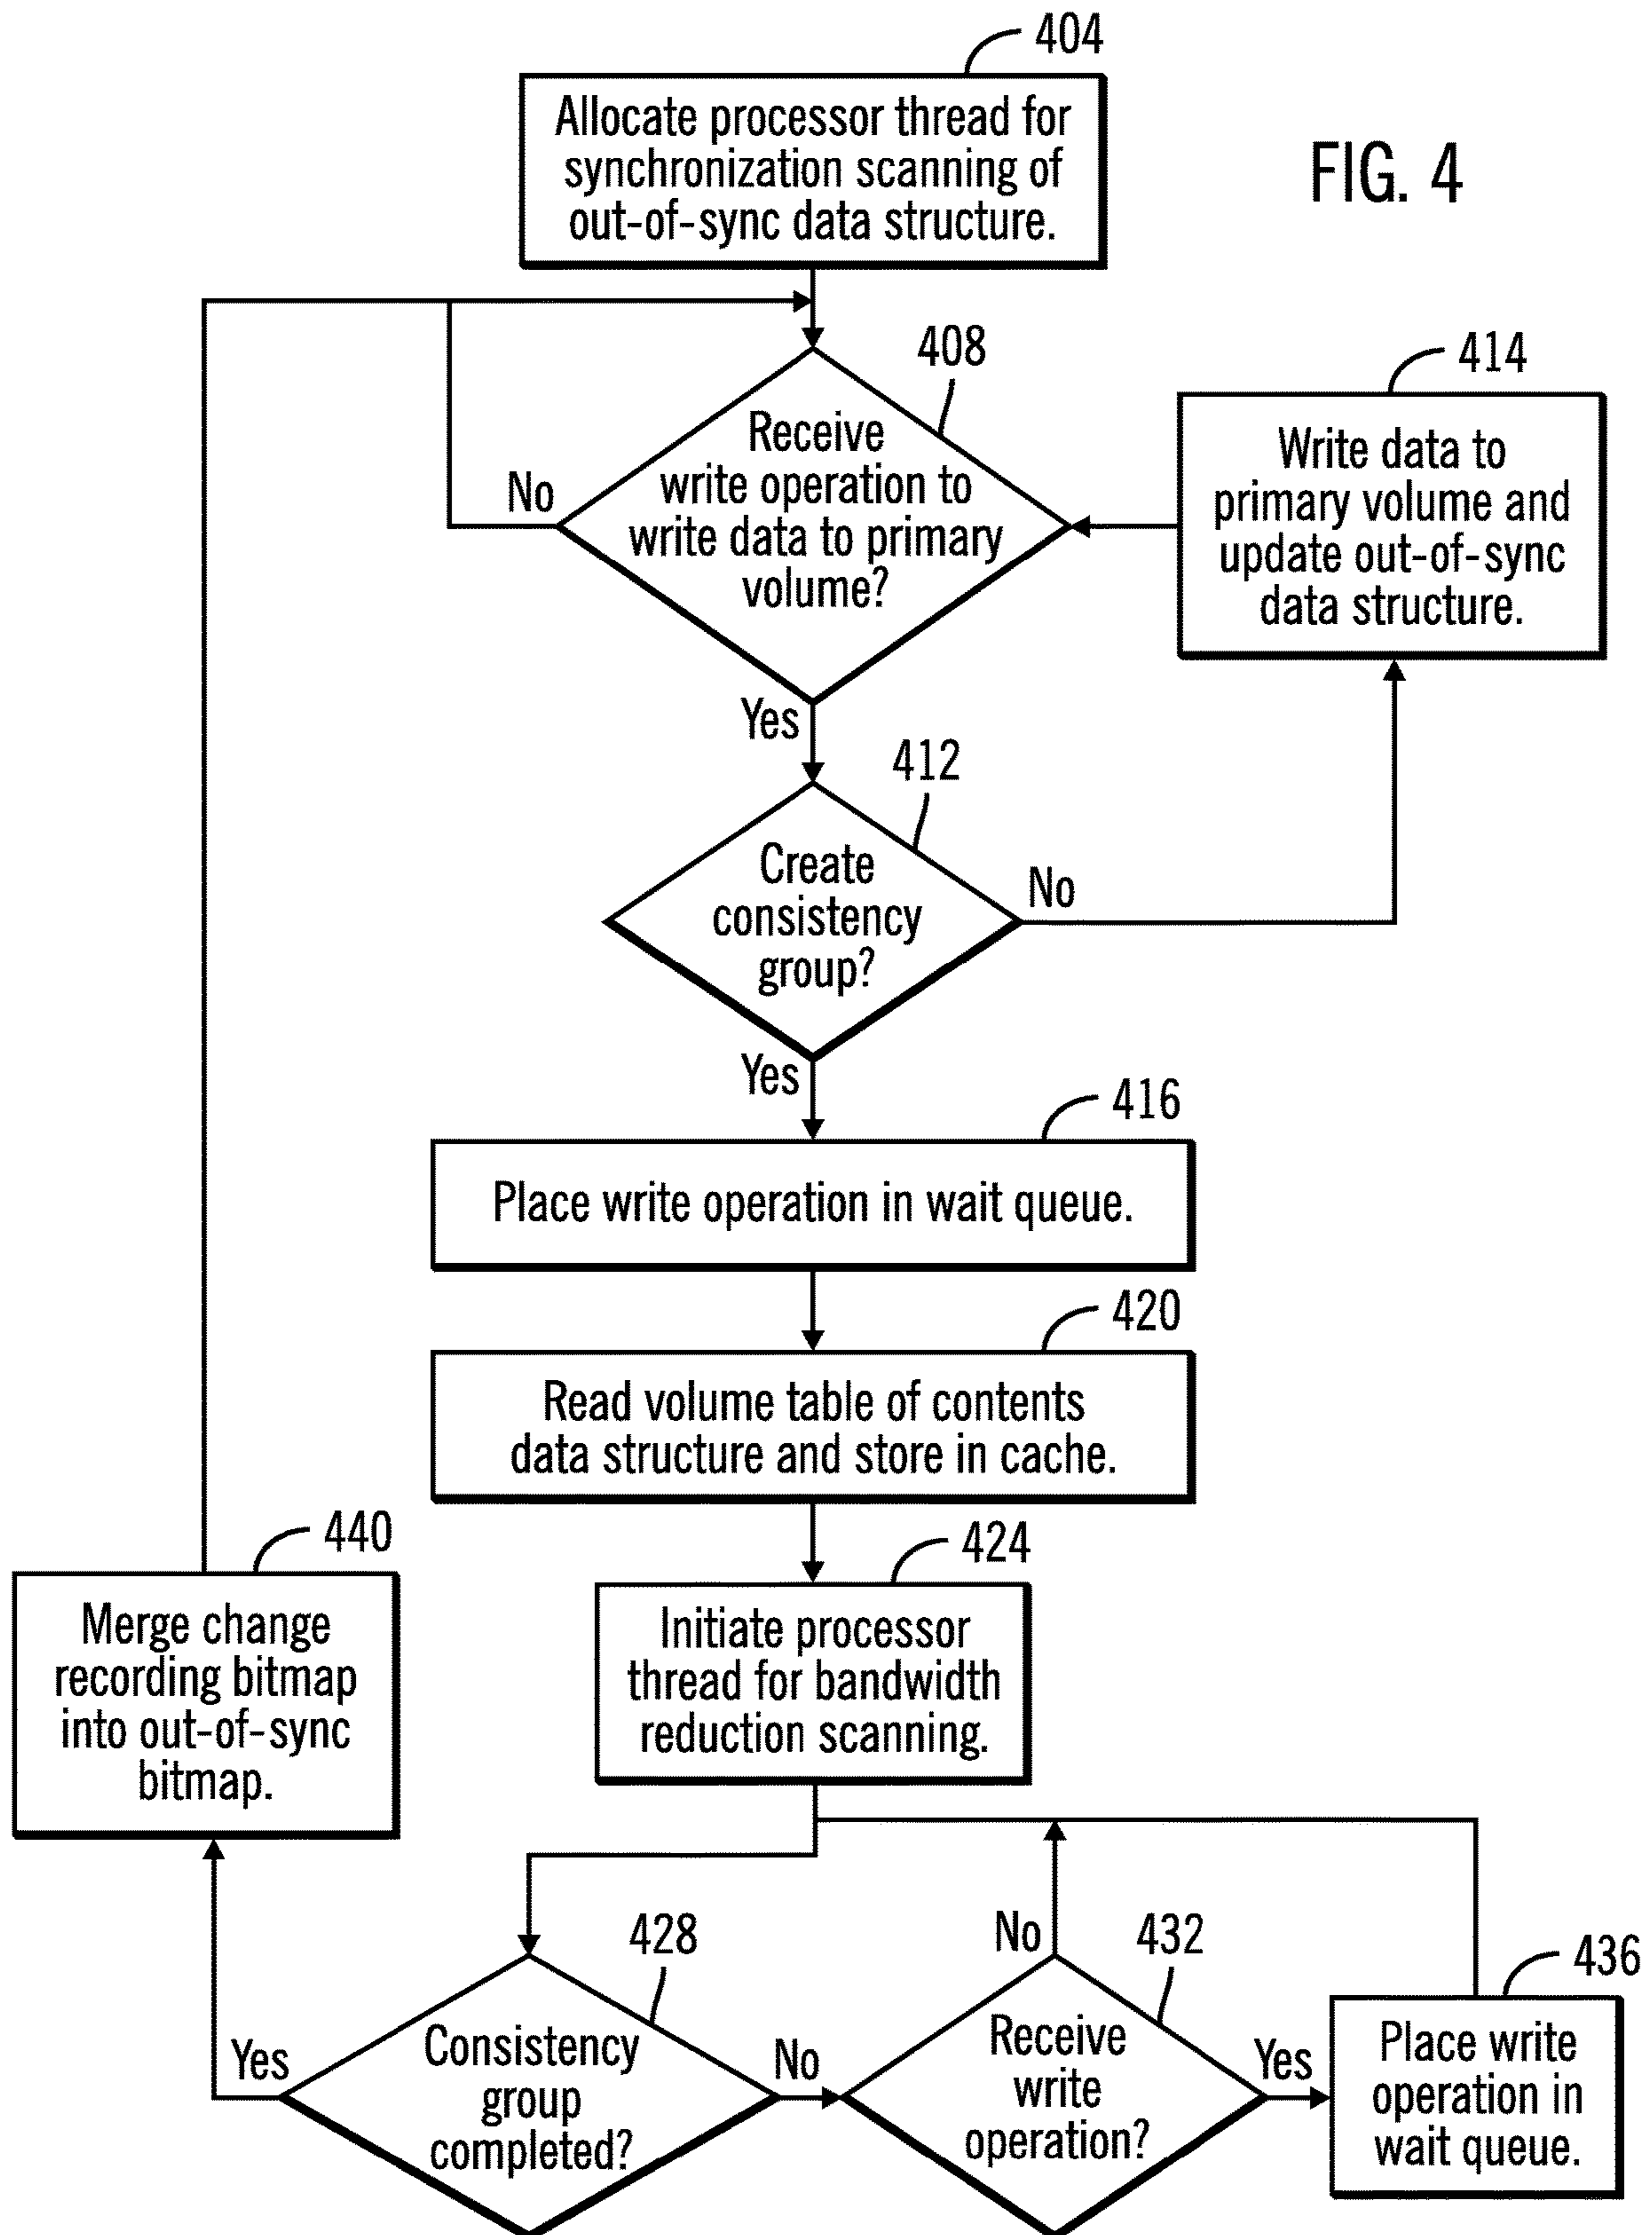 404
Allocate processor thread for
synchronization scanning of
out-of-sync data structure.
FIG. 4
408
Receive
write operation to
write data to primary
volume?
No
Yes
414
Write data to
primary volume and
update out-of-sync
data structure.
412
Create
consistency
group?
No
Yes
416
Place write operation in wait queue.
420
Read volume table of contents
data structure and store in cache.
424
Initiate processor
thread for bandwidth
reduction scanning.
440
Merge change
recording bitmap
into out-of-sync
bitmap.
428
Consistency
group
completed?
Yes
No
432
Receive
write
operation?
No
Yes
436
Place write
operation in
wait queue.